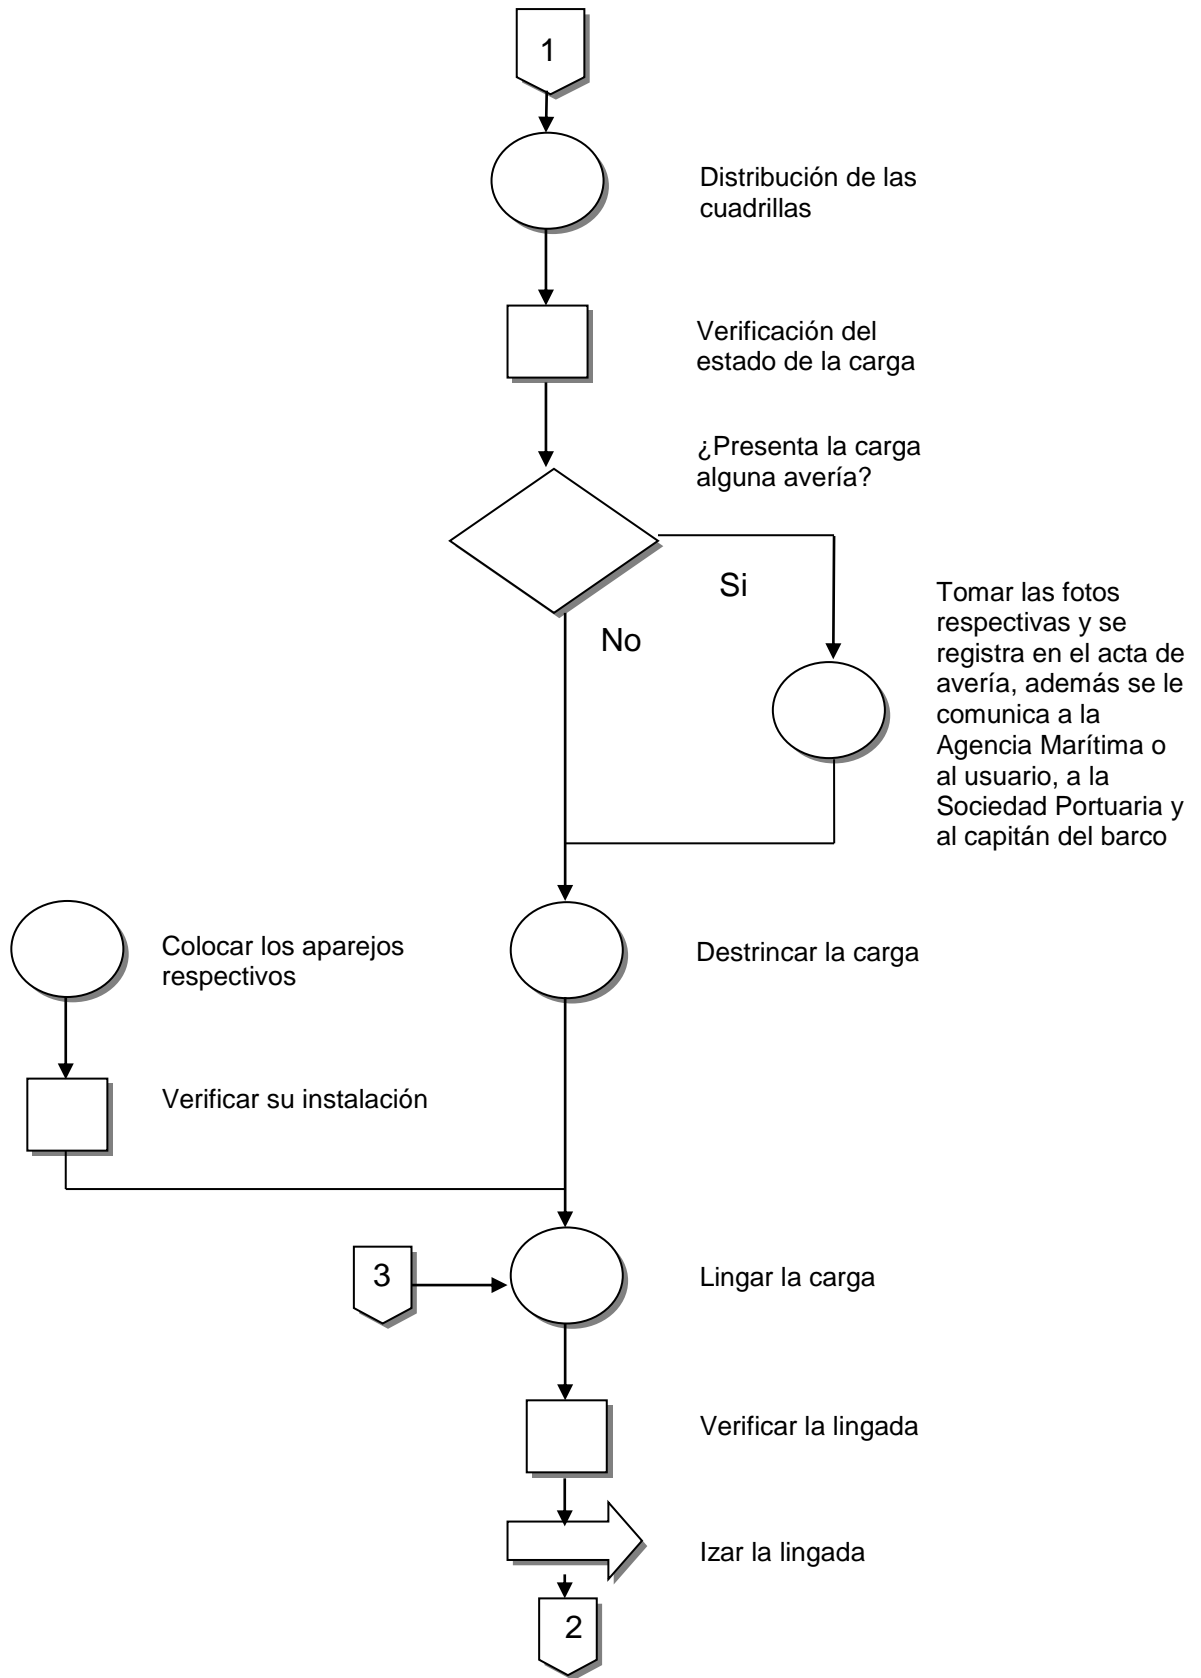 1
Distribución de las
cuadrillas
Verificación del
estado de la carga
¿Presenta la carga
alguna avería?
Si
No
Tomar las fotos
respectivas y se
registra en el acta de
avería, además se le
comunica a la
Agencia Marítima o
al usuario, a la
Sociedad Portuaria y
al capitán del barco
Colocar los aparejos
respectivos
Destrincar la carga
Verificar su instalación
3
Lingar la carga
Verificar la lingada
Izar la lingada
2